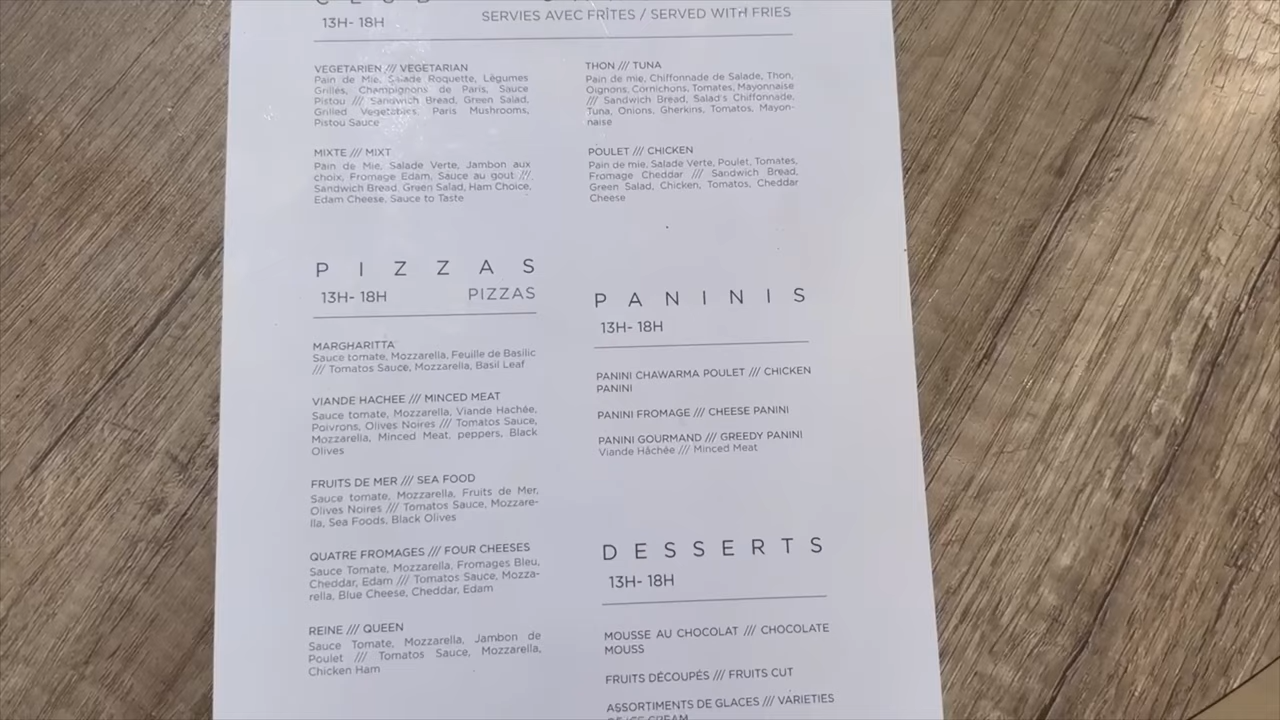 13H- 18H
SERVIES AVEC FRÎTES / SERVED WITH FRIES
VEGETARIEN /// VEGETARIAN
Pain de Mie, Salade Roquette, Légumes
Grillés, Champignons de Paris, Sauce
Pistou /// Sandwich Bread, Green Salad,
Grilled Vegetables, Paris Mushrooms,
Pistou Sauce
MIXTE /// MIXT
Pain de Mie, Salade Verte, Jambon aux
choix, Fromage Edam, Sauce au gout ///
Sandwich Bread, Green Salad, Ham Choice,
Edam Cheese, Sauce to Taste
THON /// TUNA
Pain de mie, Chiffonnade de Salade, Thon,
Oignons, Cornichons, Tomates, Mayonnaise
/// Sandwich Bread, Salad's Chiffonnade,
Tuna, Onions, Gherkins, Tomatos, Mayon-
naise
POULET /// CHICKEN
Pain de mie, Salade Verte, Poulet, Tomates,
Fromage Cheddar /// Sandwich Bread,
Green Salad, Chicken, Tomatos, Cheddar
Cheese
PIZZAS
13H- 18H PIZZAS
MARGHARITTA
Sauce tomate, Mozzarella, Feuille de Basilic
/// Tomatos Sauce, Mozzarella, Basil Leaf
VIANDE HACHEE /// MINCED MEAT
Sauce tomate, Mozzarella, Viande Hachée,
Poivrons, Olives Noires /// Tomatos Sauce,
Mozzarella, Minced Meat, peppers, Black
Olives
FRUITS DE MER /// SEA FOOD
Sauce tomate, Mozzarella, Fruits de Mer,
Olives Noires /// Tomatos Sauce, Mozzare-
lla, Sea Foods, Black Olives
QUATRE FROMAGES /// FOUR CHEESES
Sauce Tomate, Mozzarella, Fromages Bleu,
Cheddar, Edam /// Tomatos Sauce, Mozza-
rella, Blue Cheese, Cheddar, Edam
REINE /// QUEEN
Sauce Tomate, Mozzarella, Jambon de
Poulet /// Tomatos Sauce, Mozzarella,
Chicken Ham
PANINIS
13H- 18H
PANINI CHAWARMA POULET /// CHICKEN
PANINI
PANINI FROMAGE /// CHEESE PANINI
PANINI GOURMAND /// GREEDY PANINI
Viande Hâchée /// Minced Meat
DESSERTS
13H- 18H
MOUSSE AU CHOCOLAT /// CHOCOLATE
MOUSS
FRUITS DÉCOUPÉS /// FRUITS CUT
ASSORTIMENTS DE GLACES /// VARIETIES
OF ICE CREAM